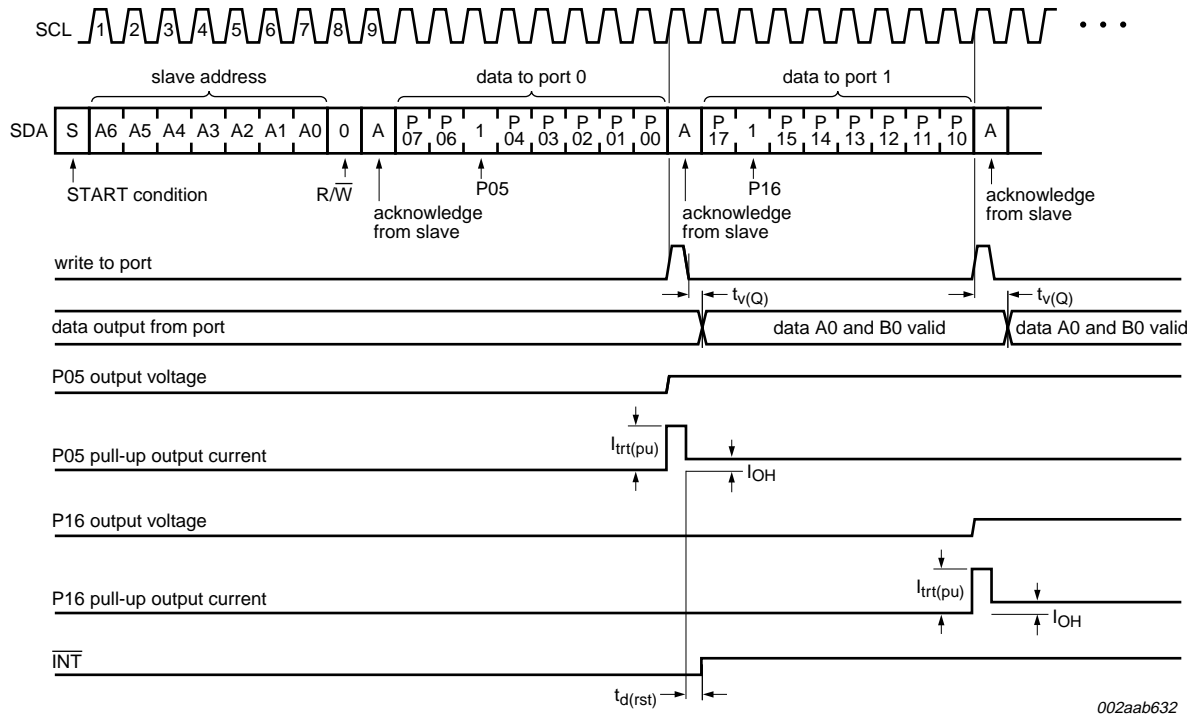 SCL 1 2 3 4 5 6 7 8 9
slave address data to port 0 data to port 1
SDA S A6 A5 A4 A3 A2 A1 A0 0 A P07 P06 1 P04 P03 P02 P01 P00 A P17 1 P15 P14 P13 P12 P11 P10 A
START condition R/W̅ P05 P16
acknowledge from slave
acknowledge from slave
acknowledge from slave
write to port
tv(Q) tv(Q)
data output from port data A0 and B0 valid data A0 and B0 valid
P05 output voltage
Itrt(pu)
P05 pull-up output current
IOH
P16 output voltage
Itrt(pu)
P16 pull-up output current
IOH
I̅N̅T̅
td(rst)
002aab632